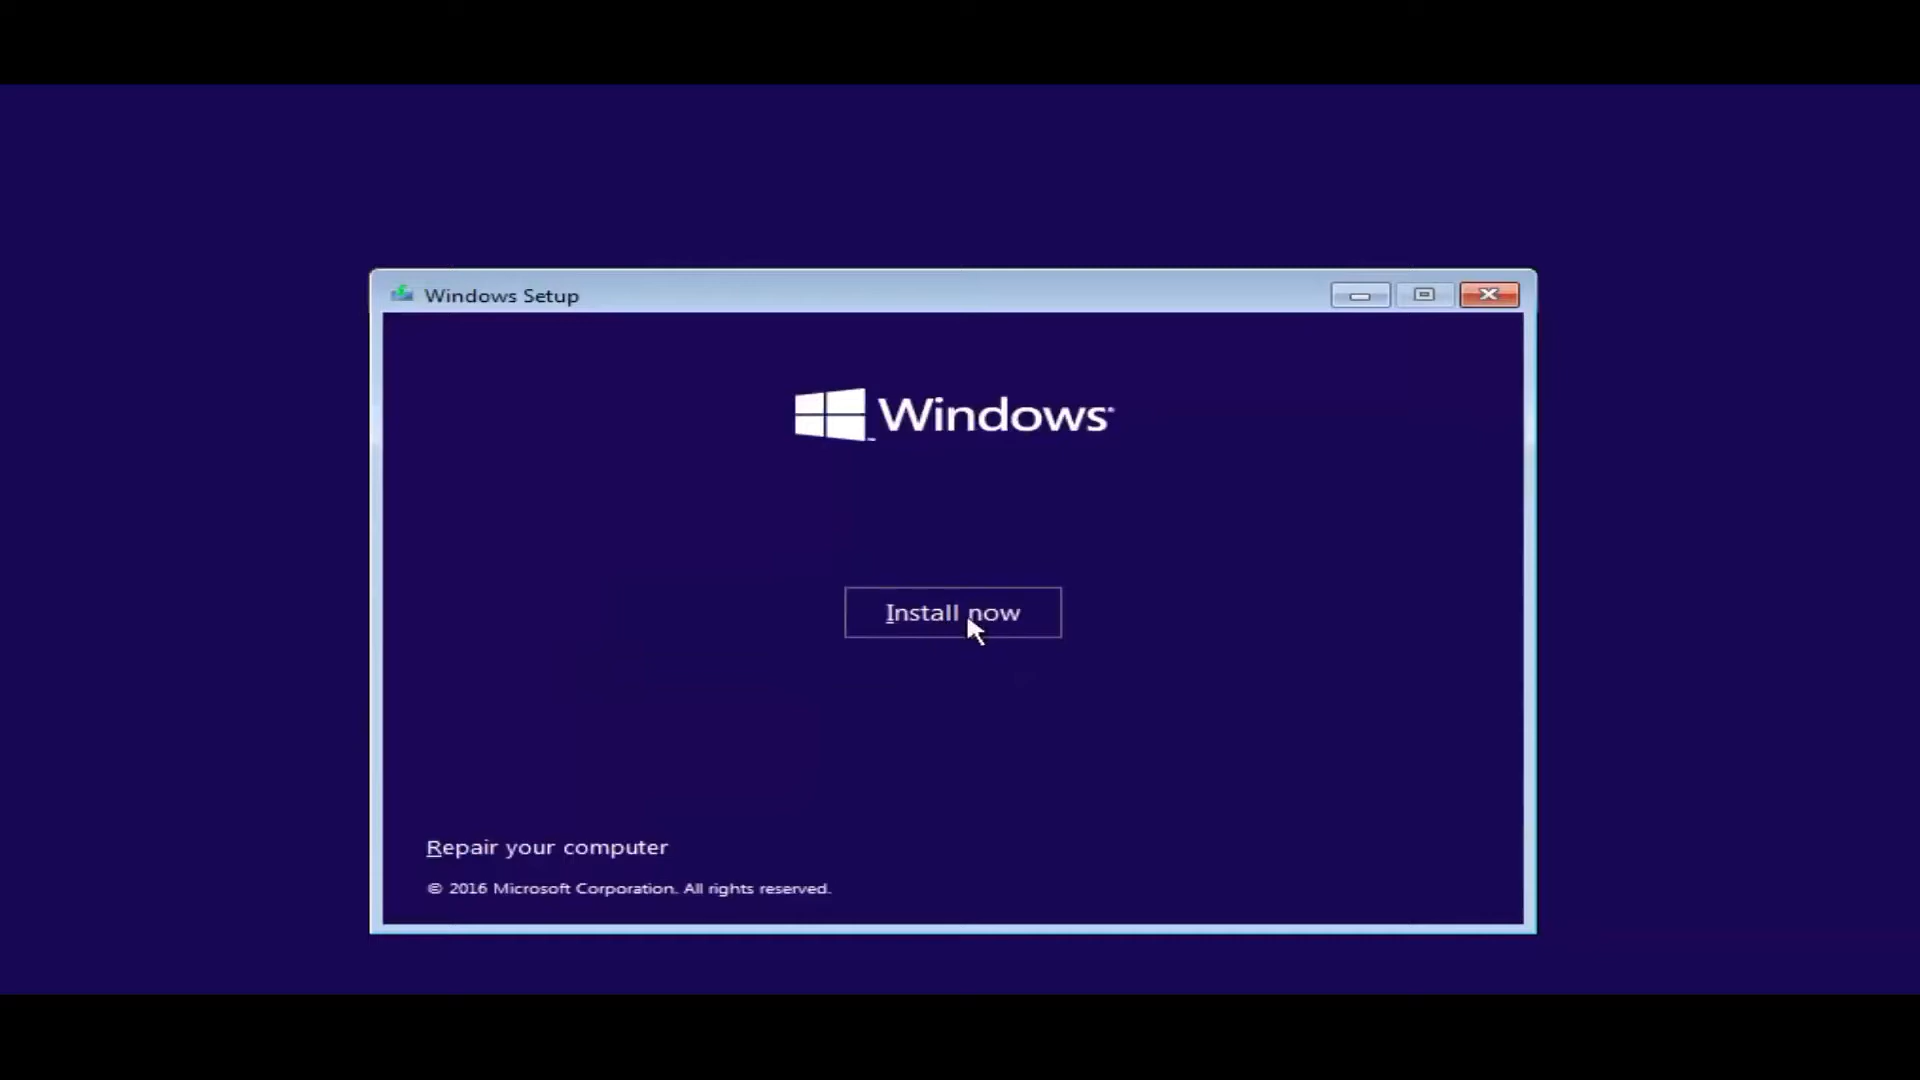 Windows Setup
Windows
Install now
Repair your computer
© 2016 Microsoft Corporation. All rights reserved.